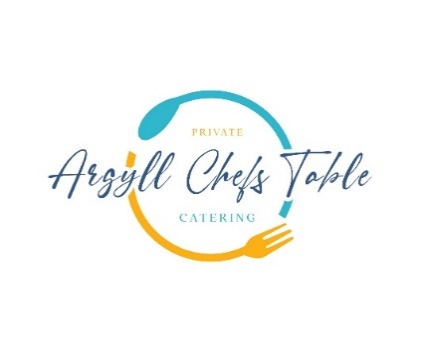 PRIVATE
Argyll Chefs Table
CATERING